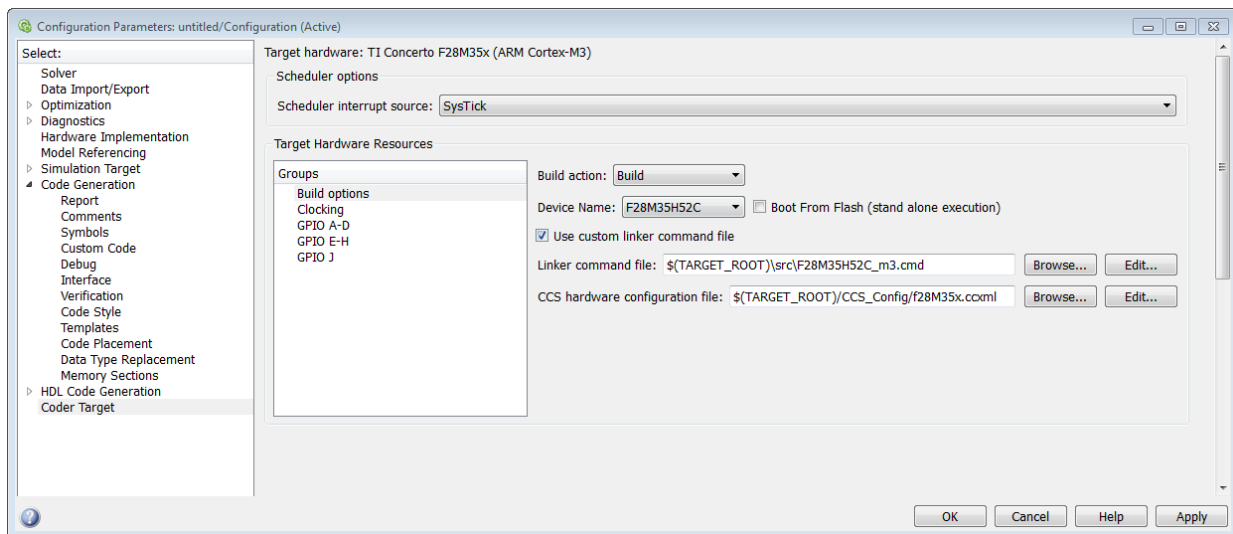 Configuration Parameters: untitled/Configuration (Active)
Select:
Solver
Data Import/Export
Optimization
Diagnostics
Hardware Implementation
Model Referencing
Simulation Target
Code Generation
Report
Comments
Symbols
Custom Code
Debug
Interface
Verification
Code Style
Templates
Code Placement
Data Type Replacement
Memory Sections
HDL Code Generation
Coder Target
Target hardware: TI Concerto F28M35x (ARM Cortex-M3)
Scheduler options
Scheduler interrupt source: SysTick
Target Hardware Resources
Groups
Build options
Clocking
GPIO A-D
GPIO E-H
GPIO J
Build action: Build
Device Name: F28M35H52C Boot From Flash (stand alone execution)
Use custom linker command file
Linker command file: $(TARGET_ROOT)\src\F28M35H52C_m3.cmd Browse... Edit...
CCS hardware configuration file: $(TARGET_ROOT)/CCS_Config/f28M35x.ccxml Browse... Edit...
OK Cancel Help Apply